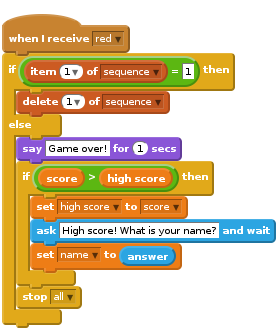 when I receive red
if item 1 of sequence = 1 then
delete 1 of sequence
else
say Game over! for 1 secs
if score > high score then
set high score to score
ask High score! What is your name? and wait
set name to answer
stop all